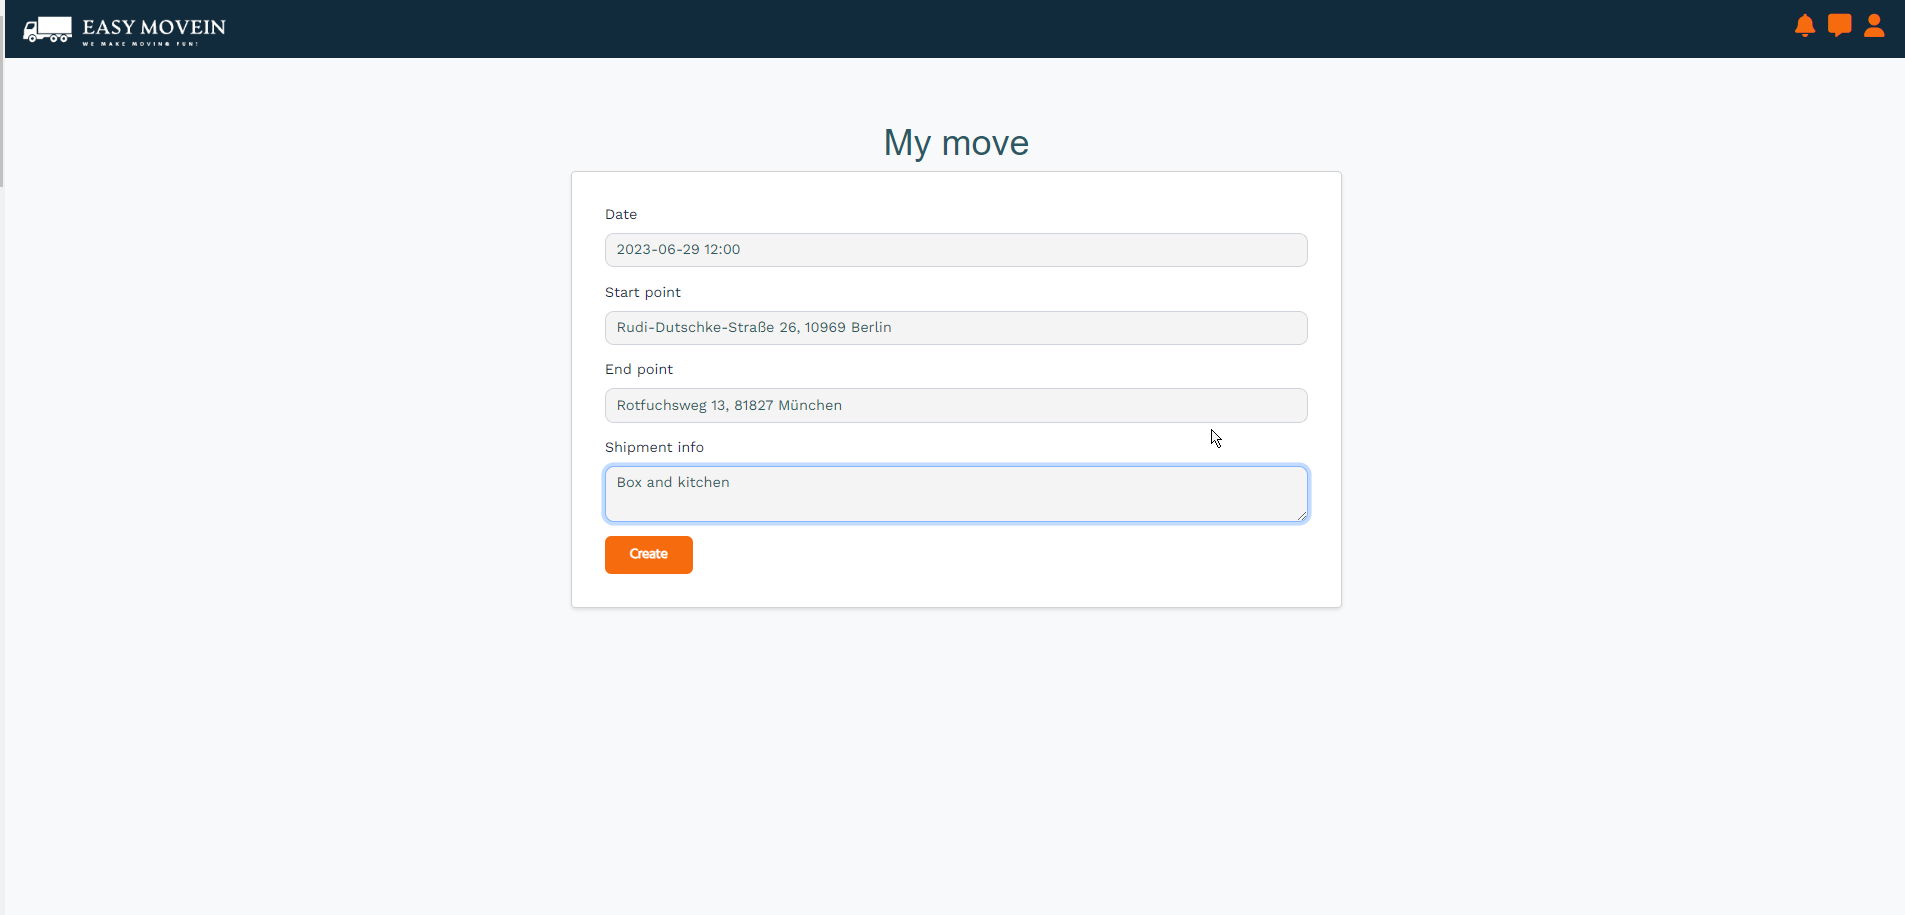 EASY MOVEIN
WE MAKE MOVING FUN!
My move
Date
2023-06-29 12:00
Start point
Rudi-Dutschke-Straße 26, 10969 Berlin
End point
Rotfuchsweg 13, 81827 München
Shipment info
Box and kitchen
Create